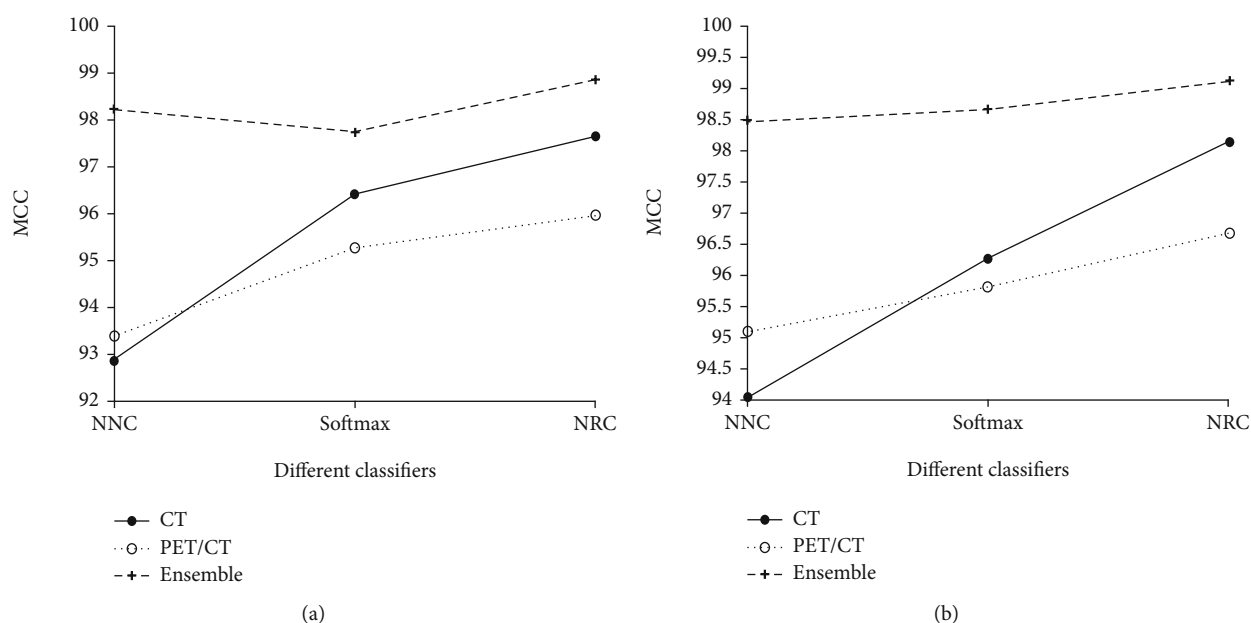 100
99
98
97
96
95
94
93
92
MCC
NNC Softmax NRC
Different classifiers
CT
PET/CT
Ensemble
(a)
100
99.5
99
98.5
98
97.5
97
96.5
96
95.5
95
94.5
94
MCC
NNC Softmax NRC
Different classifiers
CT
PET/CT
Ensemble
(b)